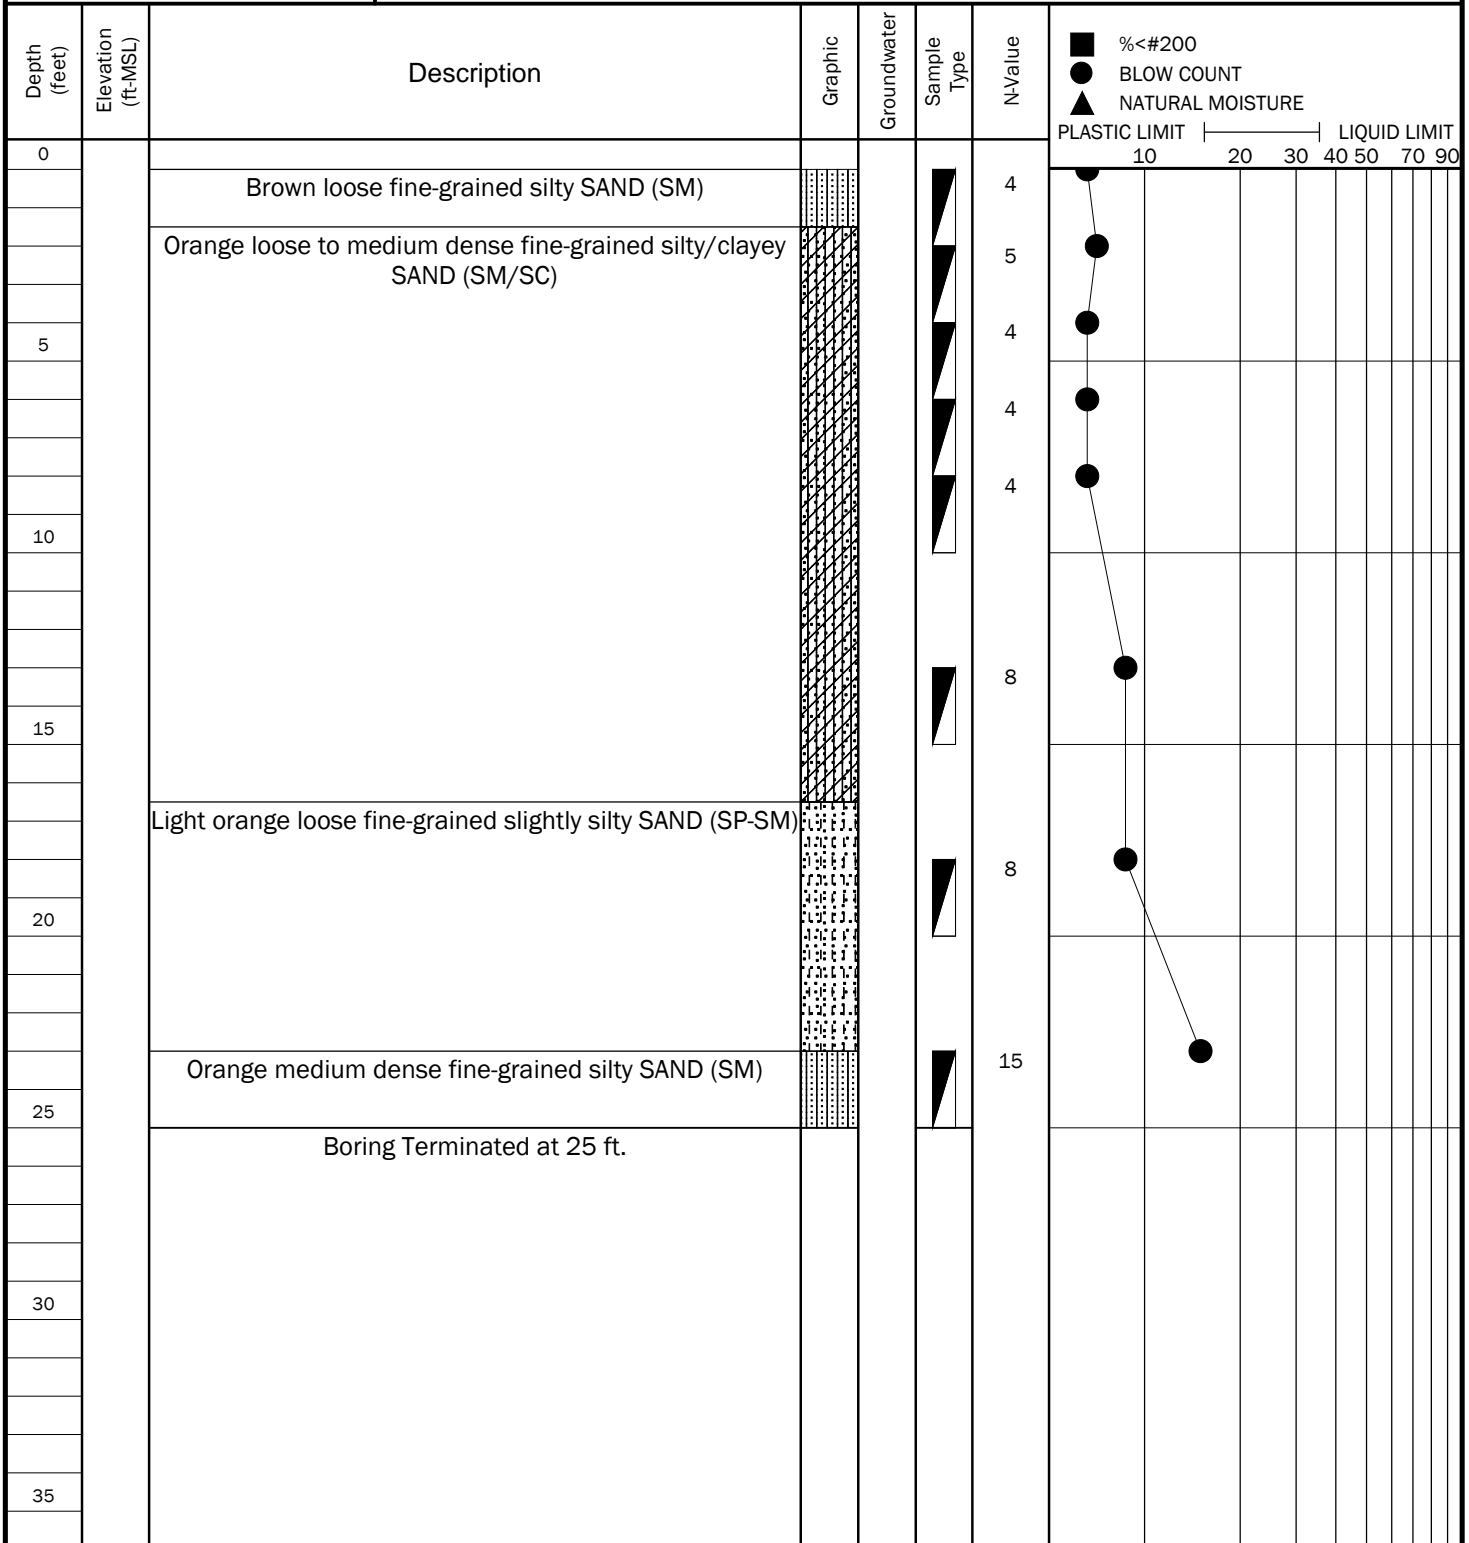 Depth
(feet)
Elevation
(ft-MSL)
Description
Graphic
Groundwater
Sample
Type
N-Value
%<#200
BLOW COUNT
NATURAL MOISTURE
PLASTIC LIMIT LIQUID LIMIT
10 20 30 40 50 70 90
0
Brown loose fine-grained silty SAND (SM)
4
Orange loose to medium dense fine-grained silty/clayey
SAND (SM/SC)
5
4
5
4
4
10
8
15
Light orange loose fine-grained slightly silty SAND (SP-SM)
8
20
15
Orange medium dense fine-grained silty SAND (SM)
25
Boring Terminated at 25 ft.
30
35